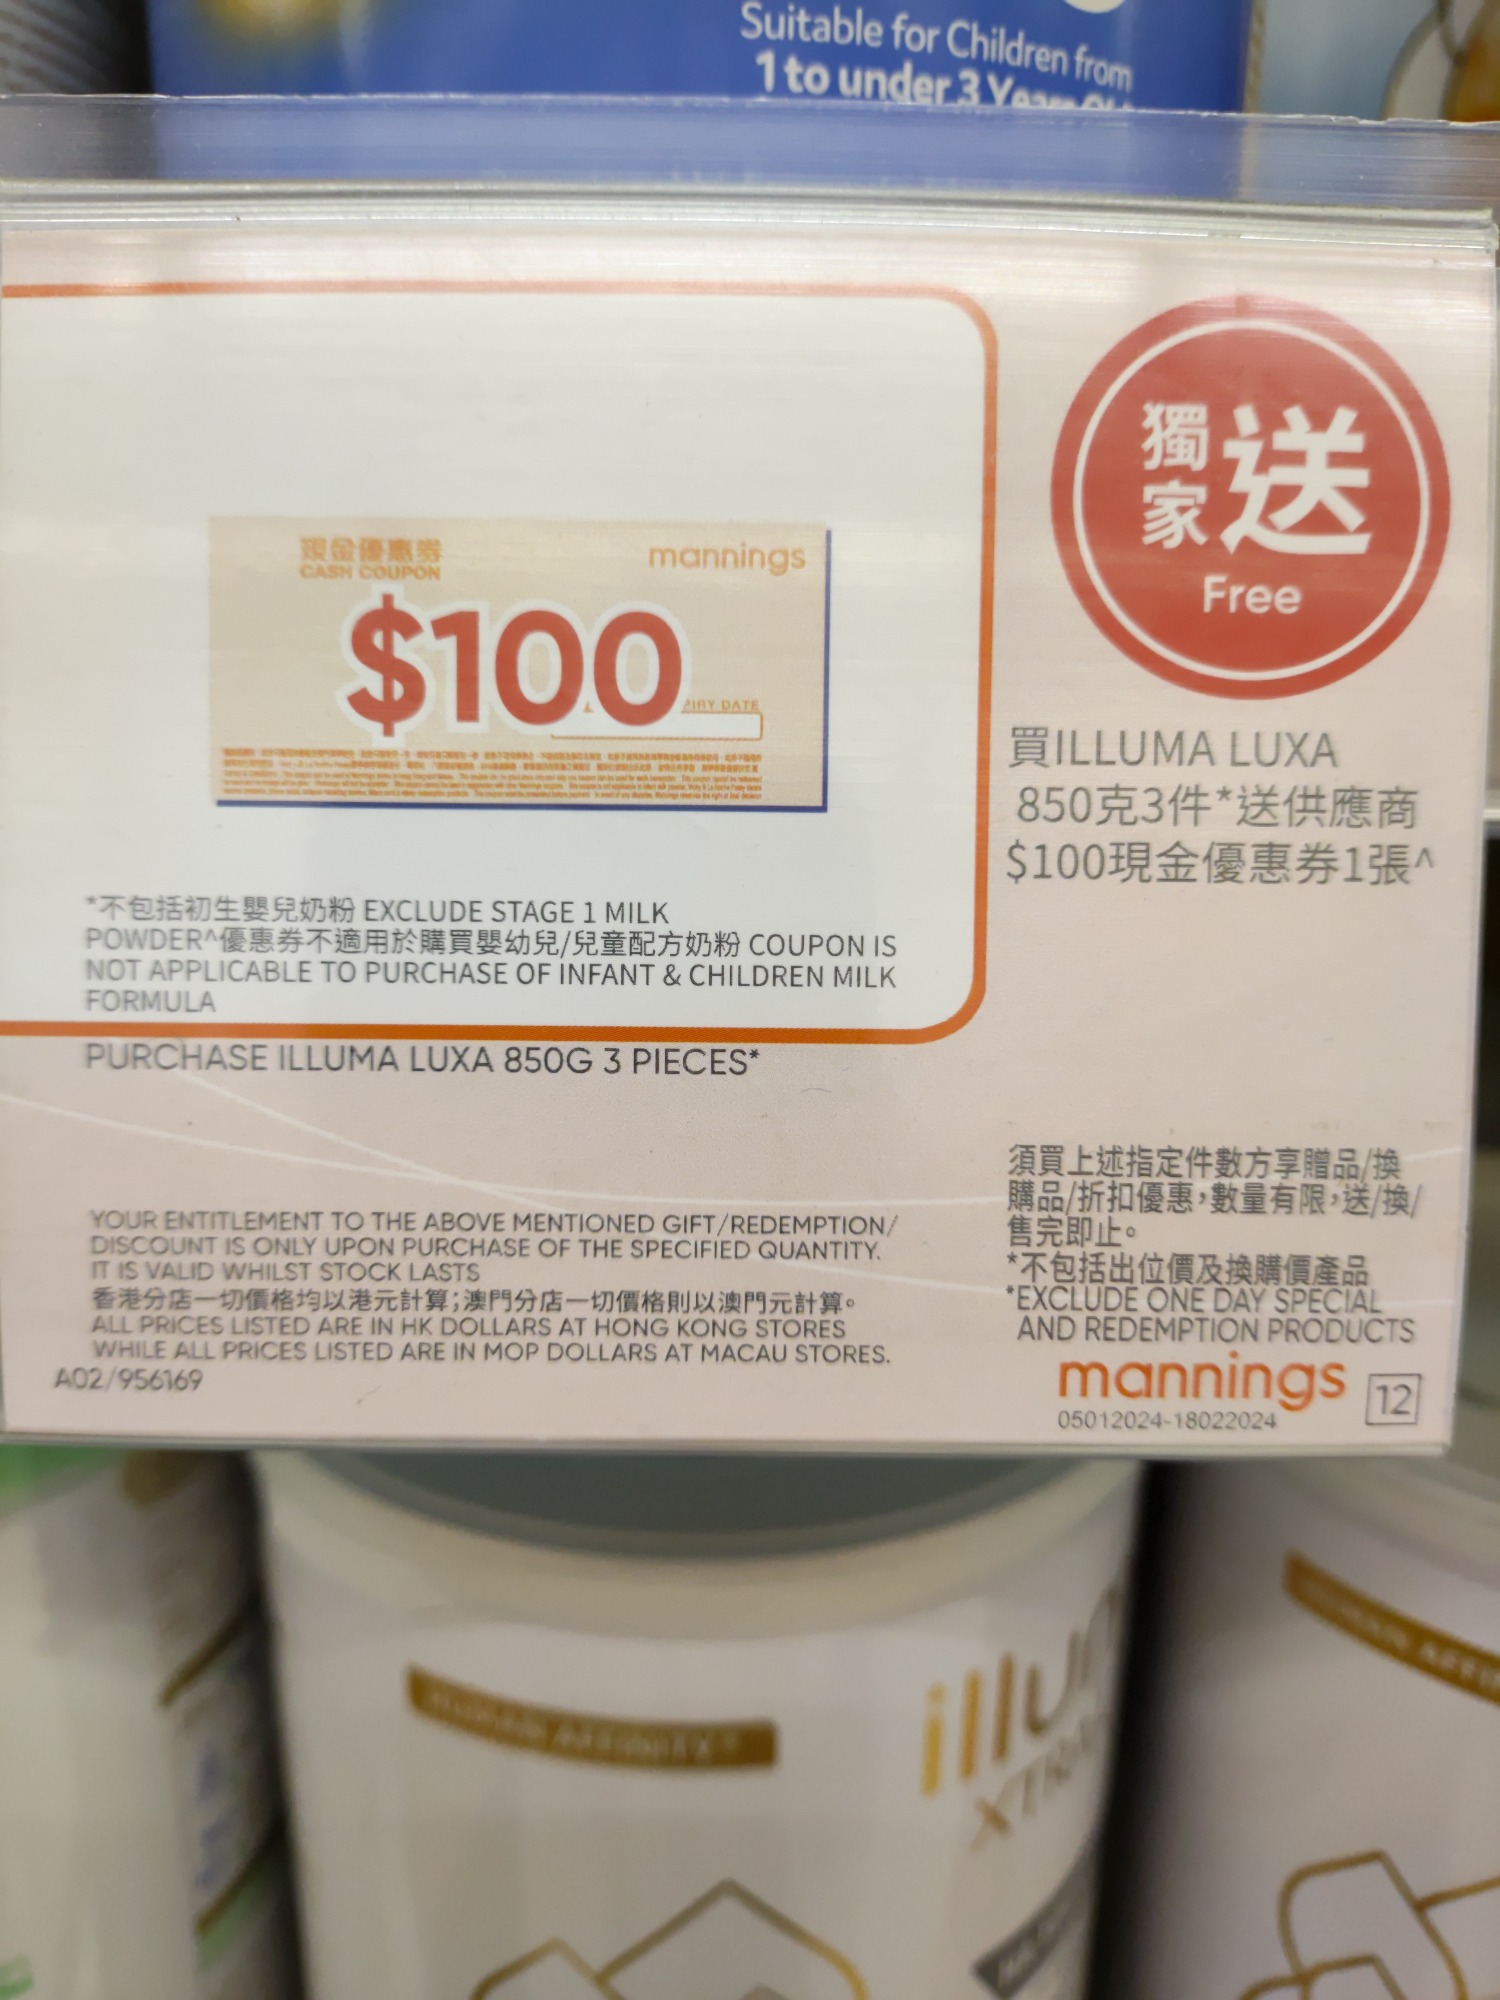 Suitable for Children from
1 to under 3 Years
獨家送
Free
現金優惠券
CASH COUPON
mannings
$100
DATE
買ILLUMA LUXA
850克3件*送供應商
$100現金優惠券1張^
*不包括初生嬰兒奶粉 EXCLUDE STAGE 1 MILK
POWDER^優惠券不適用於購買嬰幼兒/兒童配方奶粉 COUPON IS
NOT APPLICABLE TO PURCHASE OF INFANT & CHILDREN MILK
FORMULA
PURCHASE ILLUMA LUXA 850G 3 PIECES*
YOUR ENTITLEMENT TO THE ABOVE MENTIONED GIFT/REDEMPTION/
DISCOUNT IS ONLY UPON PURCHASE OF THE SPECIFIED QUANTITY.
IT IS VALID WHILST STOCK LASTS
香港分店一切價格均以港元計算;澳門分店一切價格則以澳門元計算。
ALL PRICES LISTED ARE IN HK DOLLARS AT HONG KONG STORES
WHILE ALL PRICES LISTED ARE IN MOP DOLLARS AT MACAU STORES.
A02/956169
須買上述指定件數方享贈品/換
購品/折扣優惠,數量有限,送/換/
售完即止。
*不包括出位價及換購價產品
*EXCLUDE ONE DAY SPECIAL
AND REDEMPTION PRODUCTS
mannings 12
05012024-18022024
HUMAN AFFINITY